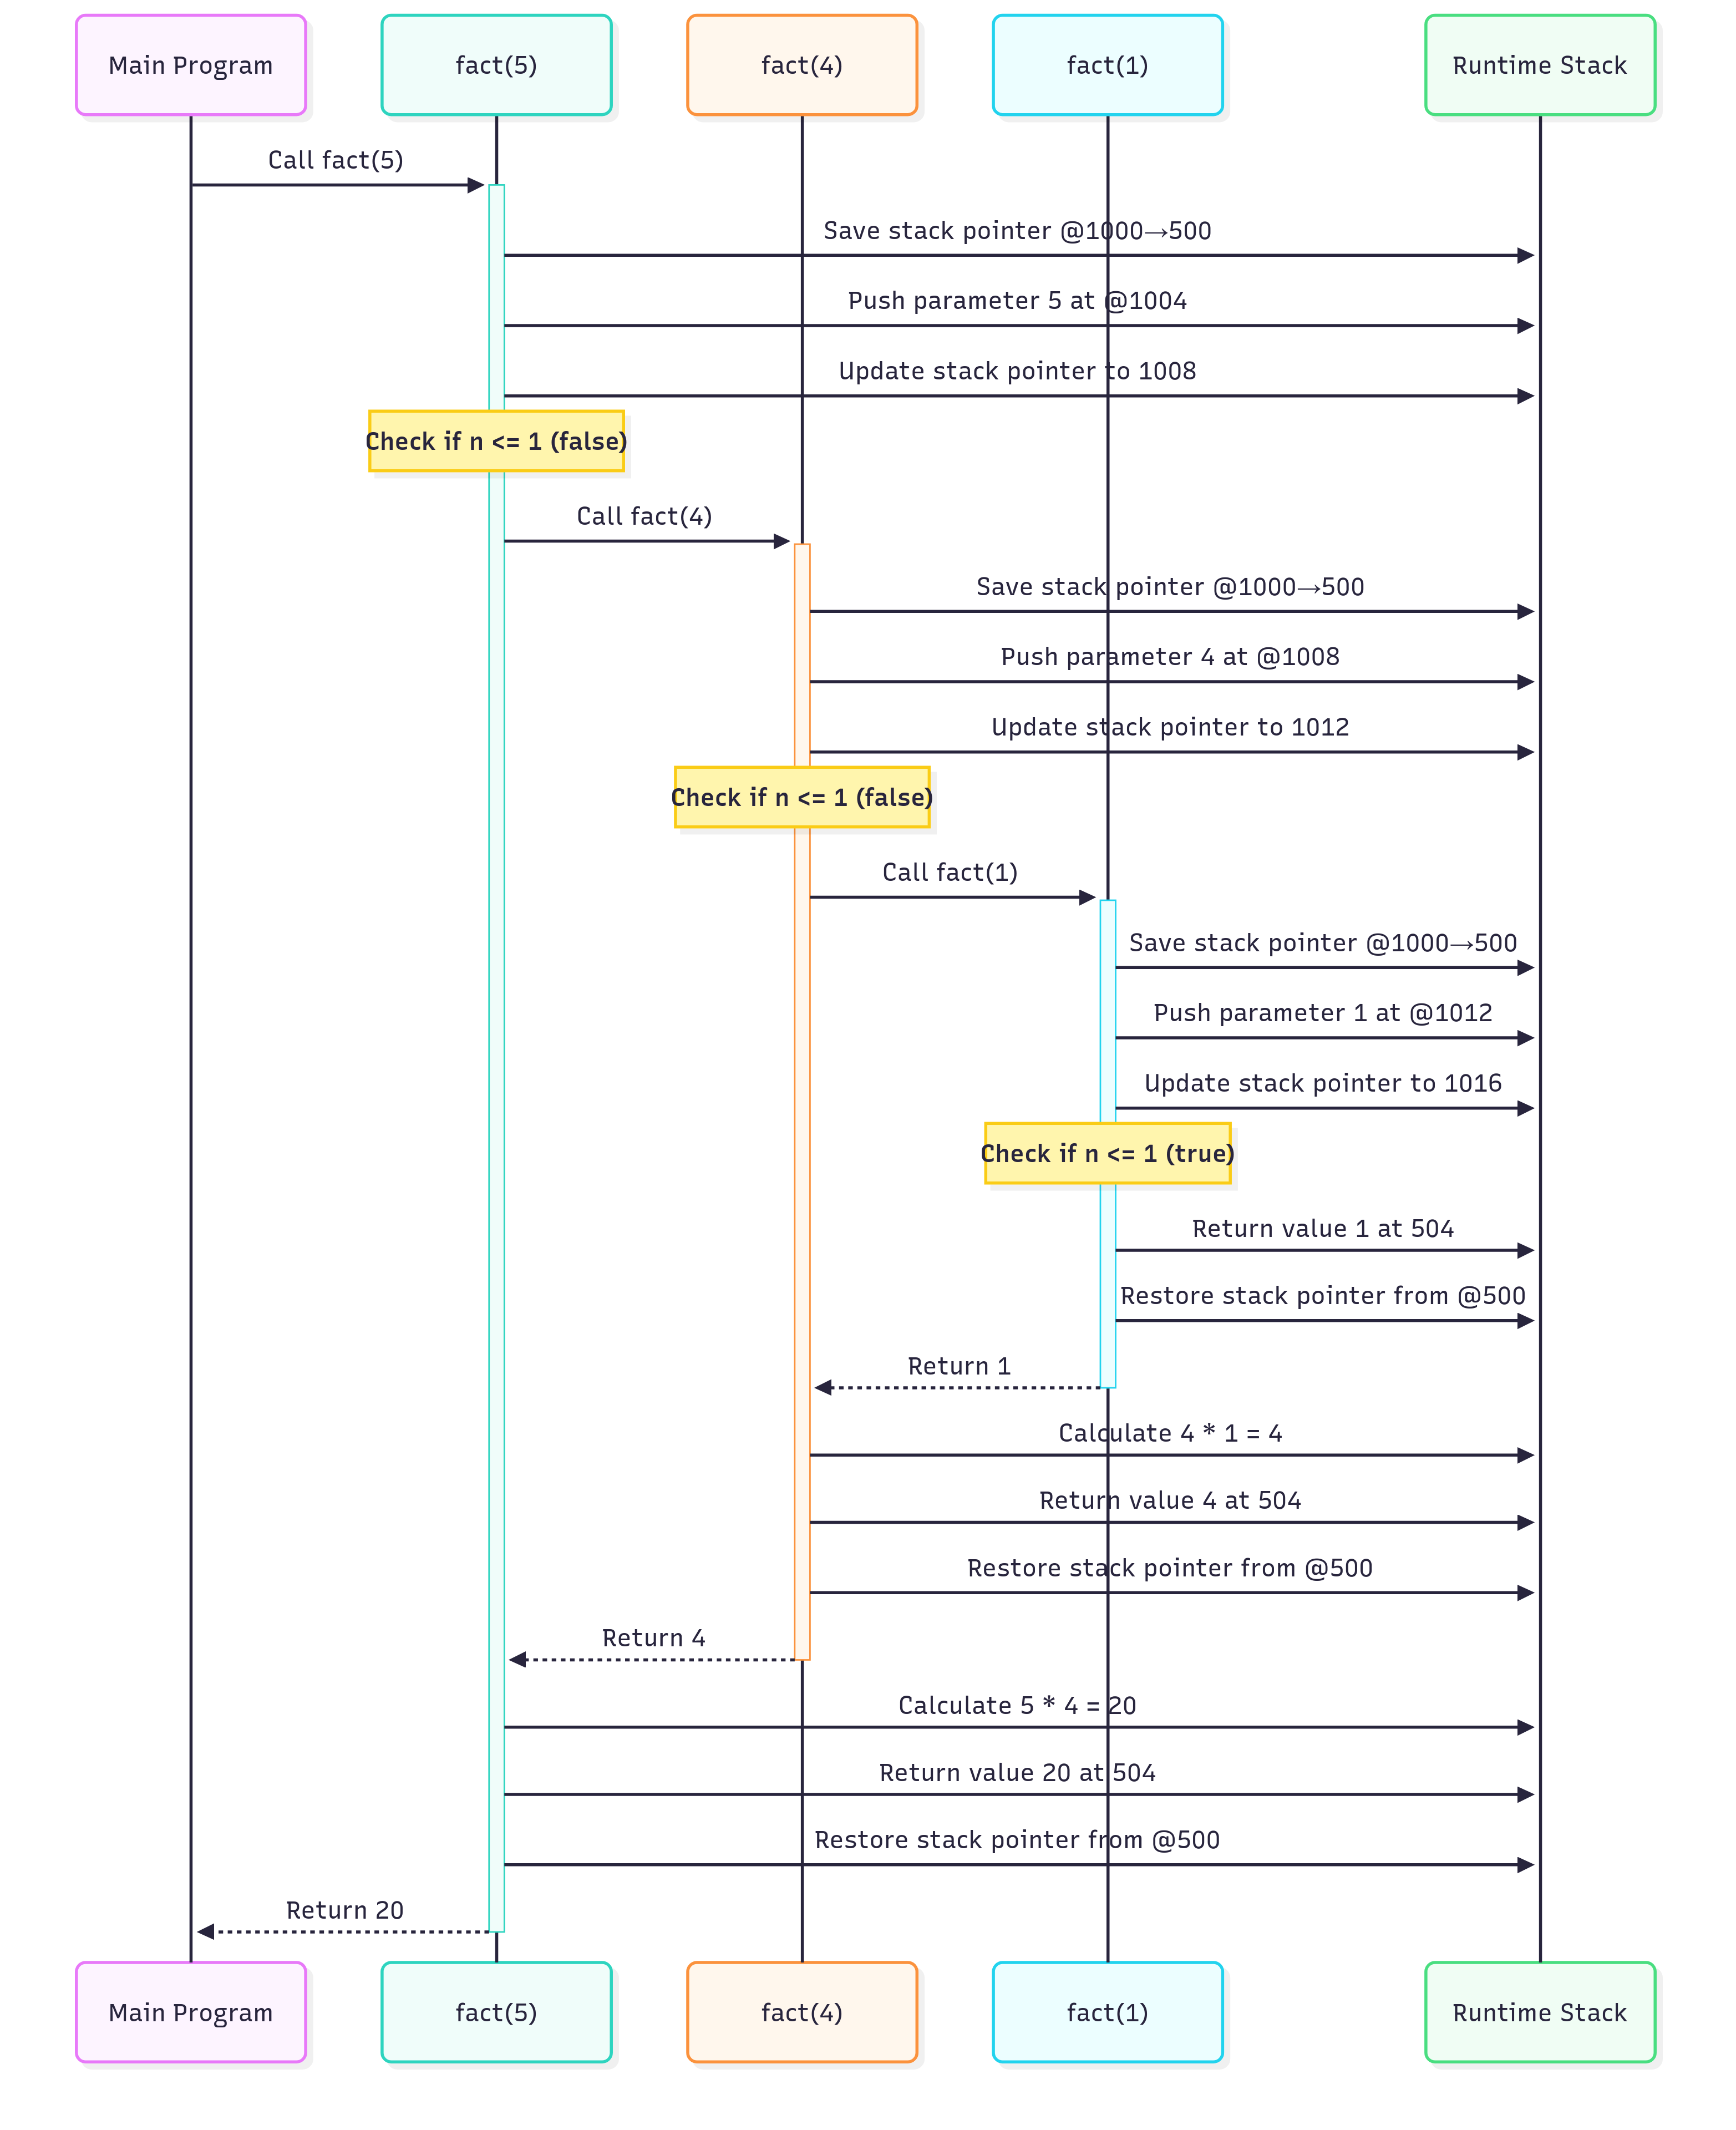 Main Program
fact(5)
fact(4)
fact(1)
Runtime Stack
Call fact(5)
Save stack pointer @1000→500
Push parameter 5 at @1004
Update stack pointer to 1008
Check if n <= 1 (false)
Call fact(4)
Save stack pointer @1000→500
Push parameter 4 at @1008
Update stack pointer to 1012
Check if n <= 1 (false)
Call fact(1)
Save stack pointer @1000→500
Push parameter 1 at @1012
Update stack pointer to 1016
Check if n <= 1 (true)
Return value 1 at 504
Restore stack pointer from @500
Return 1
Calculate 4 * 1 = 4
Return value 4 at 504
Restore stack pointer from @500
Return 4
Calculate 5 * 4 = 20
Return value 20 at 504
Restore stack pointer from @500
Return 20
Main Program
fact(5)
fact(4)
fact(1)
Runtime Stack